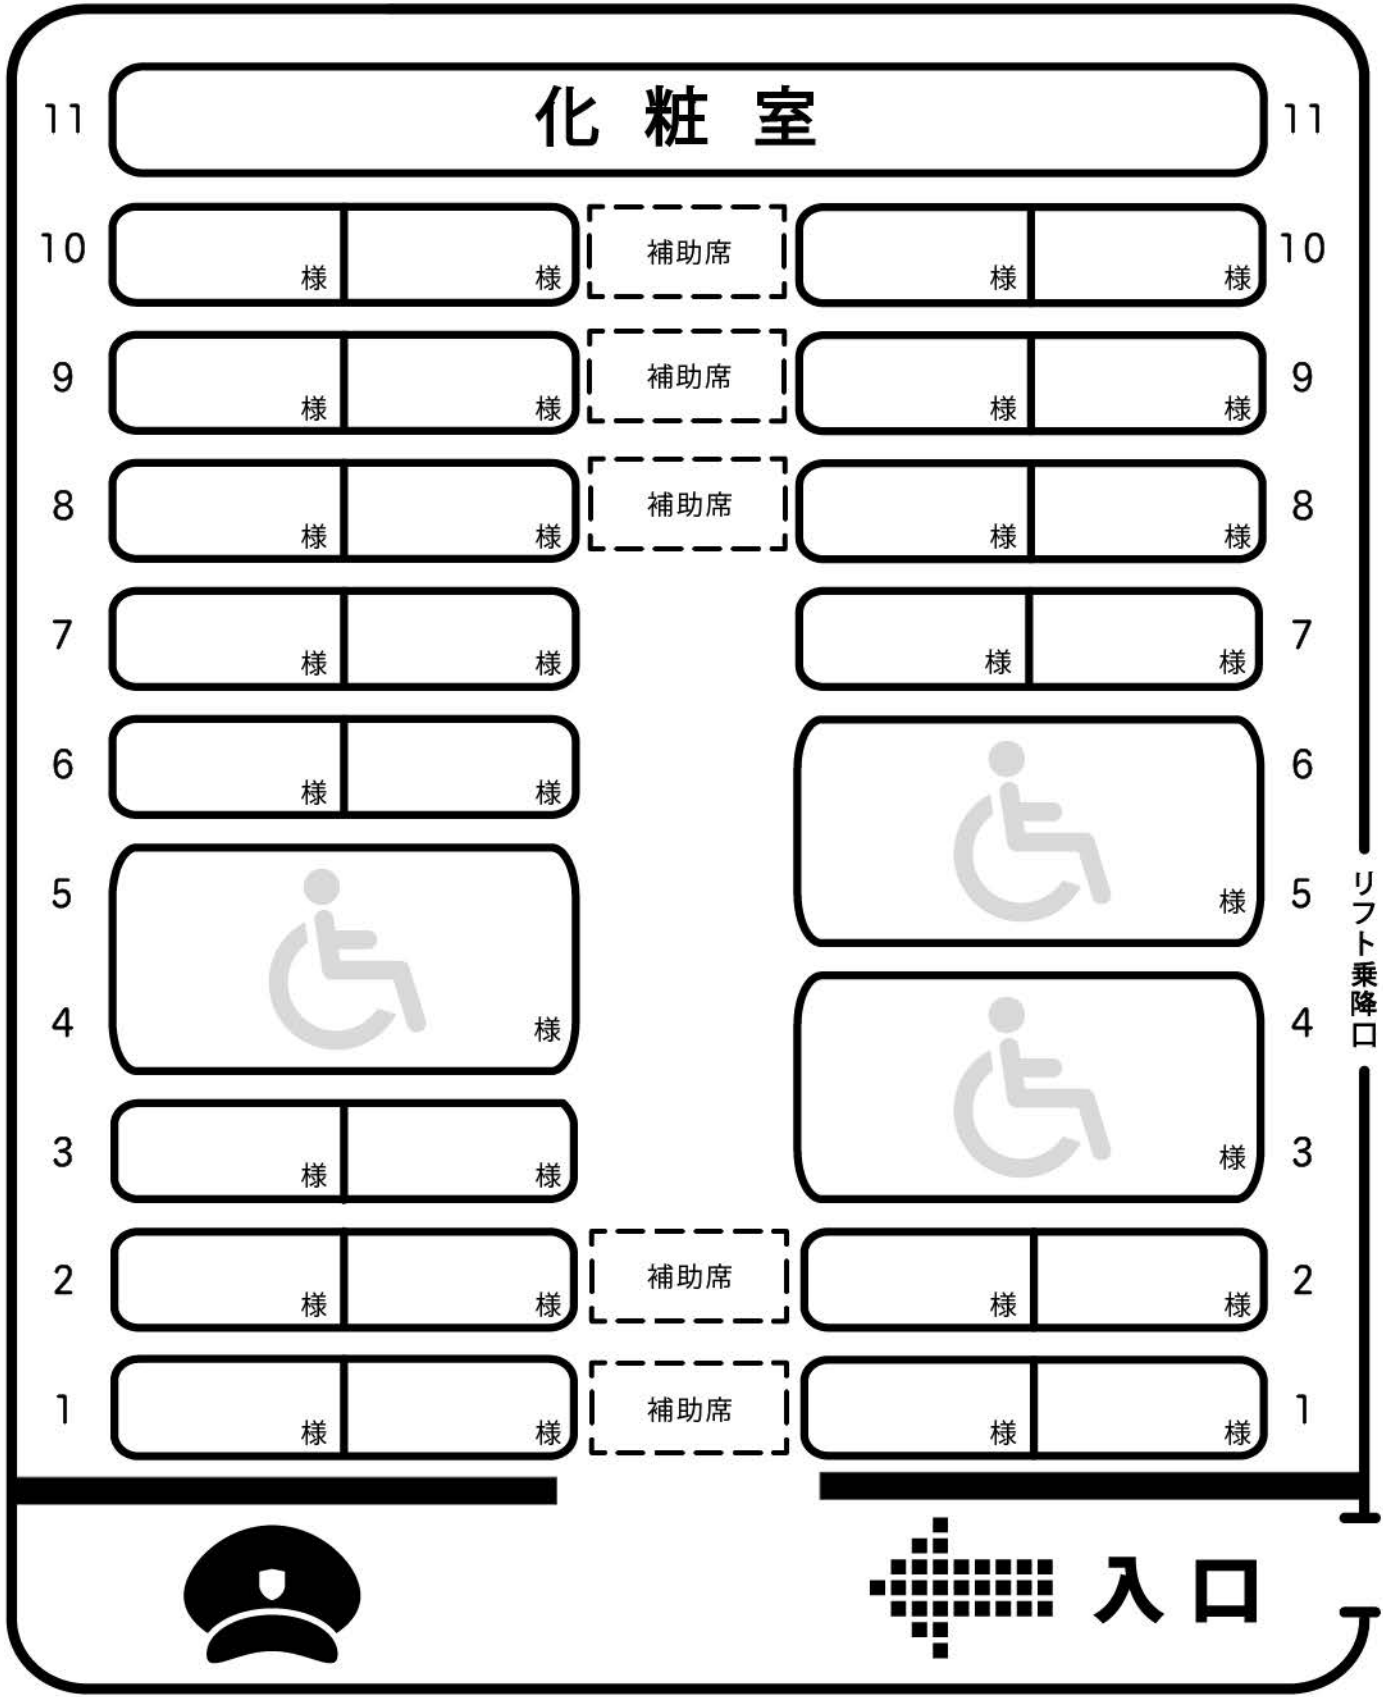 11 化粧室 11
10 様 様 補助席 様 様 10
9 様 様 補助席 様 様 9
8 様 様 補助席 様 様 8
7 様 様 様 様 7
6 様 様 6
5 様 5
4 様 4
3 様 様 様 3
リフト乗降口
2 様 様 補助席 様 様 2
1 様 様 補助席 様 様 1
入口